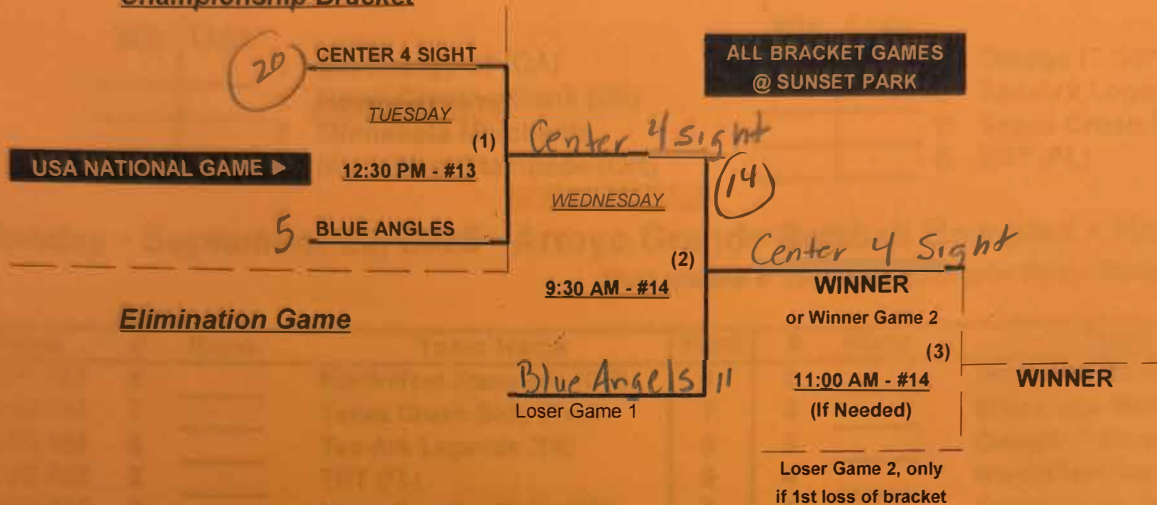 Championship Bracket
20
CENTER 4 SIGHT
ALL BRACKET GAMES
@ SUNSET PARK
TUESDAY
(1)
Center 4 Sight
USA NATIONAL GAME ▶
12:30 PM - #13
14
WEDNESDAY
5
BLUE ANGLES
Center 4 Sight
(2)
9:30 AM - #14
WINNER
or Winner Game 2
Elimination Game
(3)
Blue Angels 11
11:00 AM - #14
WINNER
Loser Game 1
(If Needed)
Loser Game 2, only
if 1st loss of bracket